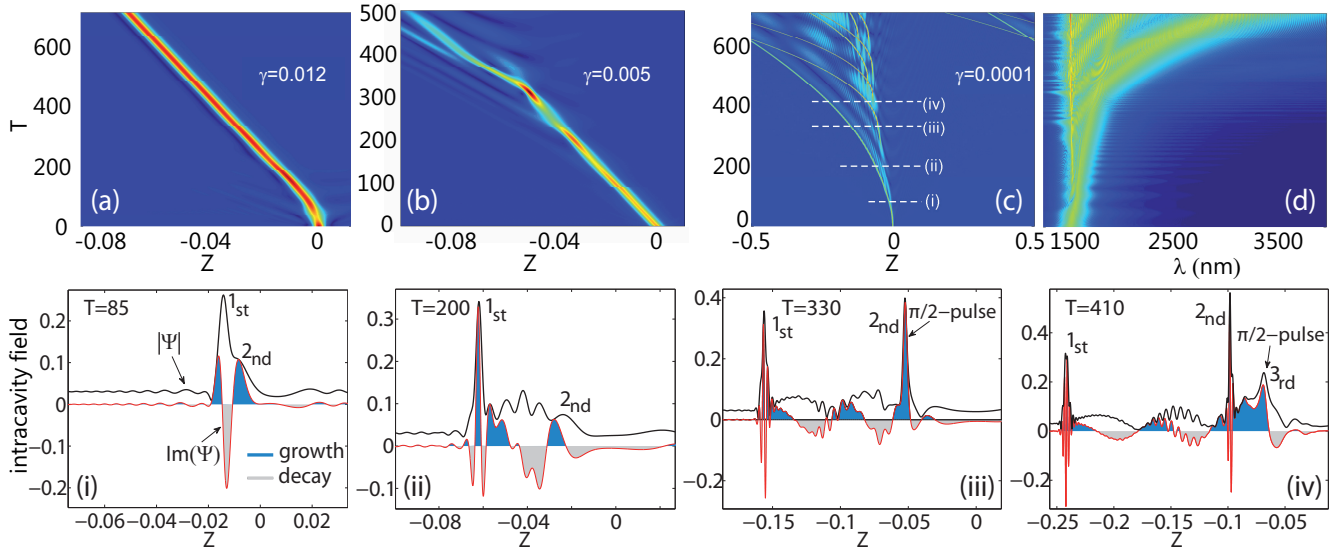 600
400
200
0
T
γ=0.012
(a)
-0.08
-0.04
0
Z
500
400
300
200
100
0
γ=0.005
(b)
-0.08
-0.04
0
Z
600
400
200
0
γ=0.0001
(iv)
(iii)
(ii)
(i)
(c)
-0.5
0
0.5
Z
(d)
1500
2500
3500
λ (nm)
intracavity field
T=85
1st
2nd
|Ψ|
Im(Ψ)
growth
decay
(i)
0.2
0.1
0
−0.1
−0.2
−0.06
−0.04
−0.02
0
0.02
Z
T=200
1st
2nd
(ii)
0.3
0.2
0.1
0
−0.1
−0.08
−0.04
0
Z
T=330
1st
2nd
π/2−pulse
(iii)
0.4
0.2
0
−0.2
−0.15
−0.1
−0.05
0
Z
T=410
1st
2nd
π/2−pulse
3rd
(iv)
0.4
0.2
0
−0.2
−0.25
−0.2
−0.15
−0.1
−0.05
0
Z